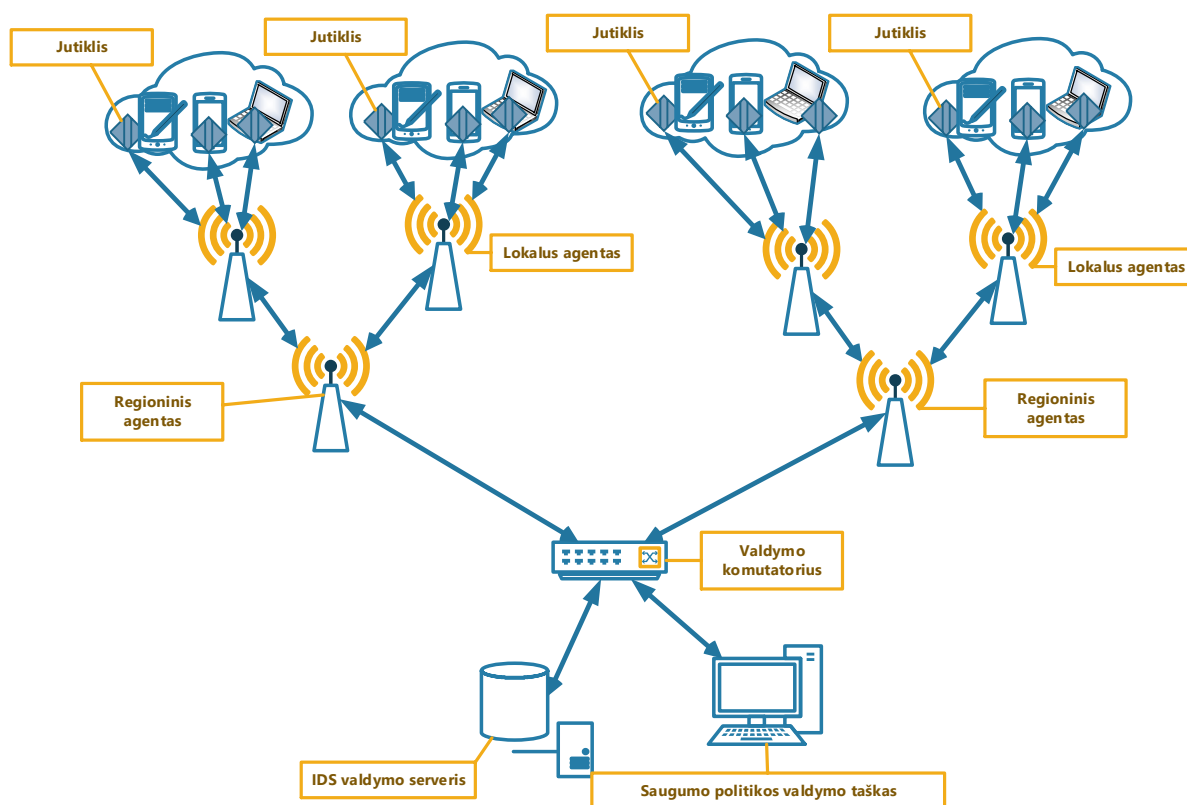 Jutiklis
Jutiklis
Jutiklis
Jutiklis
Lokalus agentas
Lokalus agentas
Regioninis
agentas
Regioninis
agentas
Valdymo
komutatorius
IDS valdymo serveris
Saugumo politikos valdymo taškas